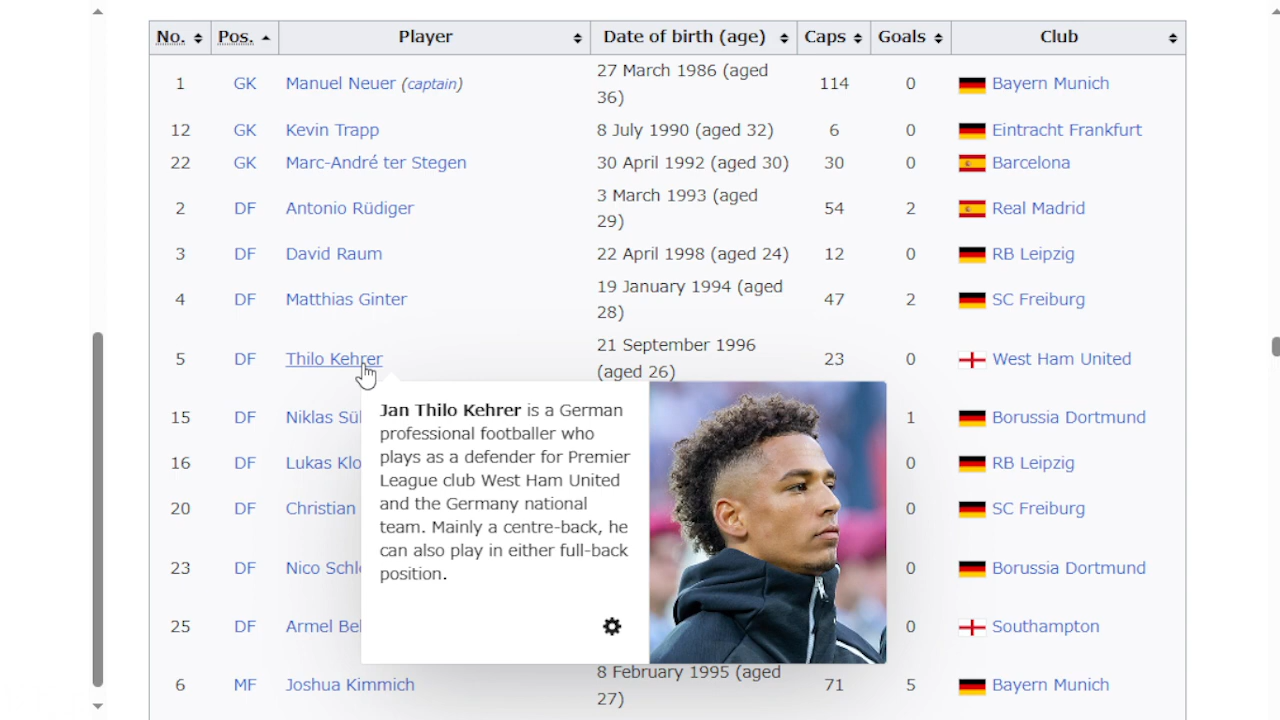 No. Pos. Player Date of birth (age) Caps Goals Club
1 GK Manuel Neuer (captain) 27 March 1986 (aged 36) 114 0 Bayern Munich
12 GK Kevin Trapp 8 July 1990 (aged 32) 6 0 Eintracht Frankfurt
22 GK Marc-André ter Stegen 30 April 1992 (aged 30) 30 0 Barcelona
2 DF Antonio Rüdiger 3 March 1993 (aged 29) 54 2 Real Madrid
3 DF David Raum 22 April 1998 (aged 24) 12 0 RB Leipzig
4 DF Matthias Ginter 19 January 1994 (aged 28) 47 2 SC Freiburg
5 DF Thilo Kehrer 21 September 1996 (aged 26) 23 0 West Ham United
15 DF Niklas 1 Borussia Dortmund
16 DF Lukas 0 RB Leipzig
20 DF Christian 0 SC Freiburg
23 DF Nico 0 Borussia Dortmund
25 DF Armel 0 Southampton
6 MF Joshua Kimmich 8 February 1995 (aged 27) 71 5 Bayern Munich
Jan Thilo Kehrer is a German
professional footballer who
plays as a defender for Premier
League club West Ham United
and the Germany national
team. Mainly a centre-back, he
can also play in either full-back
position.